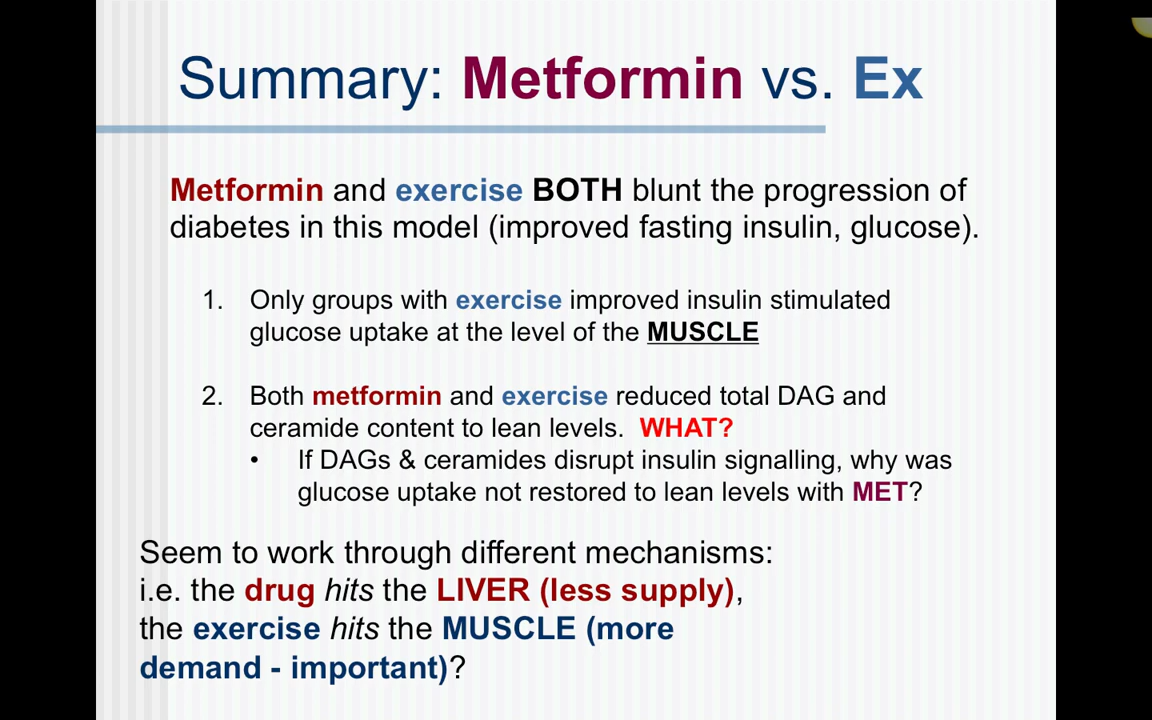 Summary: Metformin vs. Ex
Metformin and exercise BOTH blunt the progression of
diabetes in this model (improved fasting insulin, glucose).
1. Only groups with exercise improved insulin stimulated
glucose uptake at the level of the MUSCLE
2. Both metformin and exercise reduced total DAG and
ceramide content to lean levels. WHAT?
• If DAGs & ceramides disrupt insulin signalling, why was
glucose uptake not restored to lean levels with MET?
Seem to work through different mechanisms:
i.e. the drug hits the LIVER (less supply),
the exercise hits the MUSCLE (more
demand - important)?